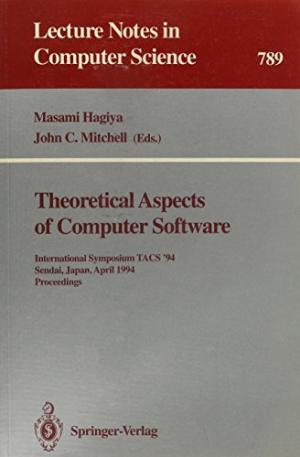 Lecture Notes in
Computer Science
789
Masami Hagiya
John C. Mitchell (Eds.)
Theoretical Aspects
of Computer Software
International Symposium TACS '94
Sendai, Japan, April 1994
Proceedings
Springer-Verlag